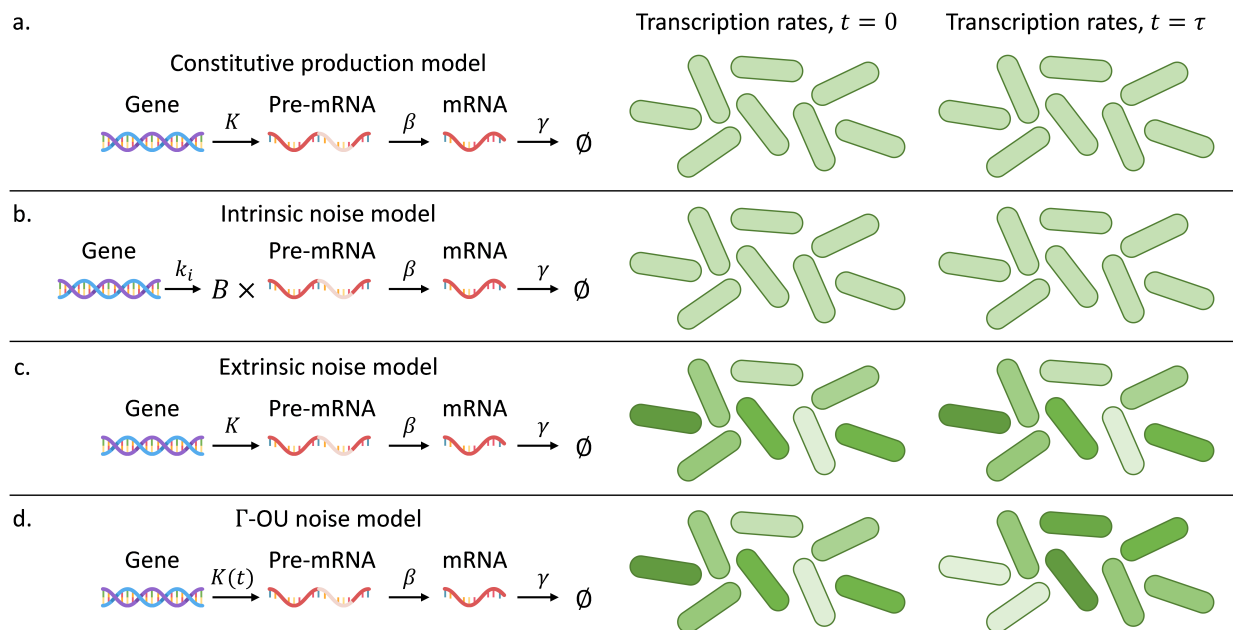 a.
Transcription rates, t = 0
Transcription rates, t = τ
Constitutive production model
Gene
K
Pre-mRNA
β
mRNA
γ
∅
b.
Intrinsic noise model
Gene
k_i
B ×
Pre-mRNA
β
mRNA
γ
∅
c.
Extrinsic noise model
Gene
K
Pre-mRNA
β
mRNA
γ
∅
d.
Γ-OU noise model
Gene
K(t)
Pre-mRNA
β
mRNA
γ
∅